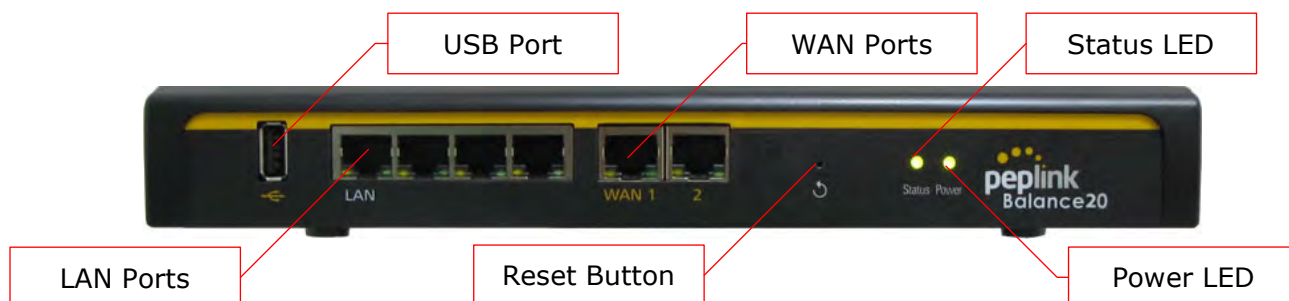 USB Port
WAN Ports
Status LED
LAN
WAN 1
2
Status Power
peplink
Balance20
LAN Ports
Reset Button
Power LED